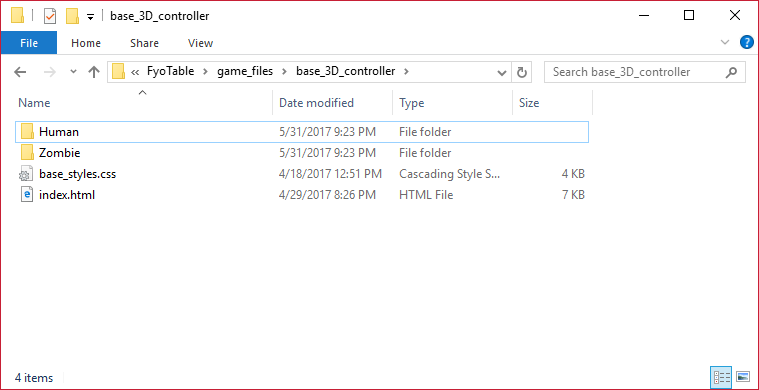 base_3D_controller
File Home Share View
« FyoTable > game_files > base_3D_controller > Search base_3D_controller
Name Date modified Type Size
Human 5/31/2017 9:23 PM File folder
Zombie 5/31/2017 9:23 PM File folder
base_styles.css 4/18/2017 12:51 PM Cascading Style S... 4 KB
index.html 4/29/2017 8:26 PM HTML File 7 KB
4 items